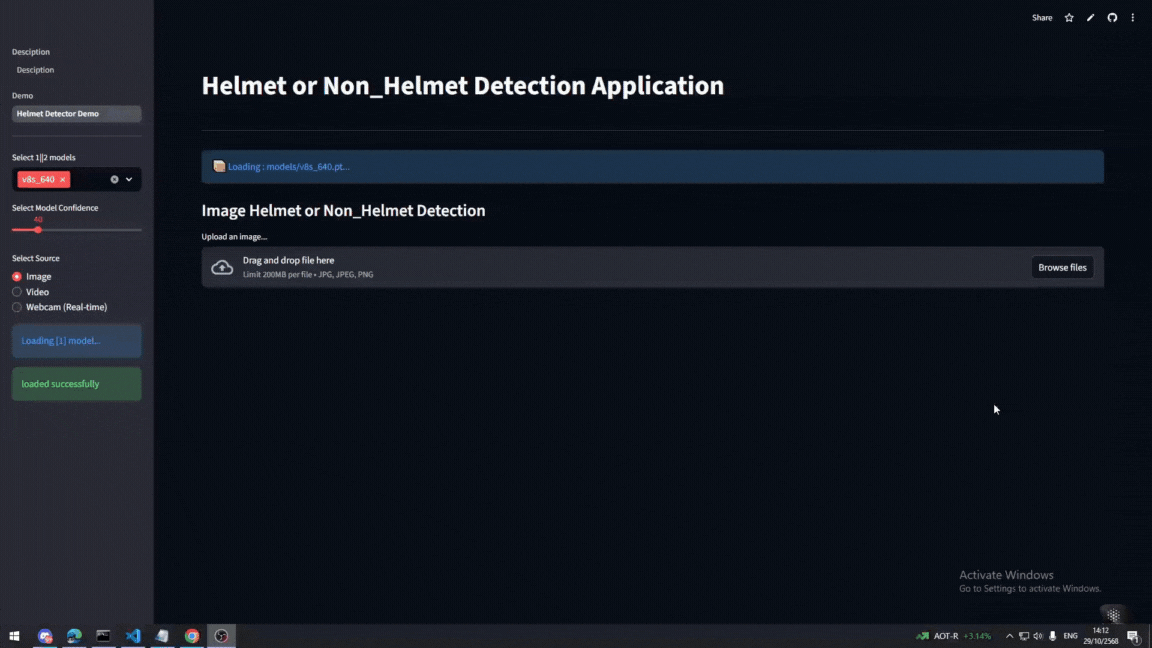 Share
Desciption
Desciption
Demo
Helmet Detector Demo
Select 1||2 models
v8s_640 ×
Select Model Confidence
40
Select Source
Image
Video
Webcam (Real-time)
Loading [1] model...
loaded successfully
Helmet or Non_Helmet Detection Application
Loading : models/v8s_640.pt...
Image Helmet or Non_Helmet Detection
Upload an image...
Drag and drop file here
Limit 200MB per file • JPG, JPEG, PNG
Browse files
Activate Windows
Go to Settings to activate Windows.
AOT-R +3.14%
ENG
14:12
29/10/2568
1